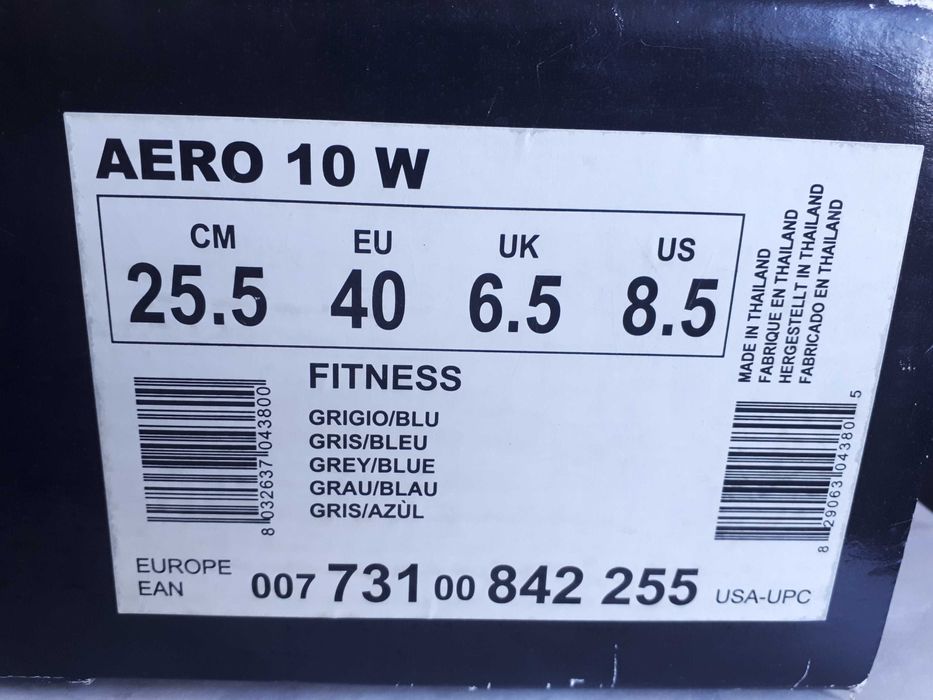 AERO 10 W
CM EU UK US
25.5 40 6.5 8.5
MADE IN THAILAND
FABRIQUE EN THAILAND
HERGESTELLT IN THAILAND
FABRICADO EN THAILAND
FITNESS
GRIGIO/BLU
GRIS/BLEU
GREY/BLUE
GRAU/BLAU
GRIS/AZÙL
8 032637 043800
8 29063 04380 5
EUROPE
EAN
007 731 00 842 255
USA-UPC